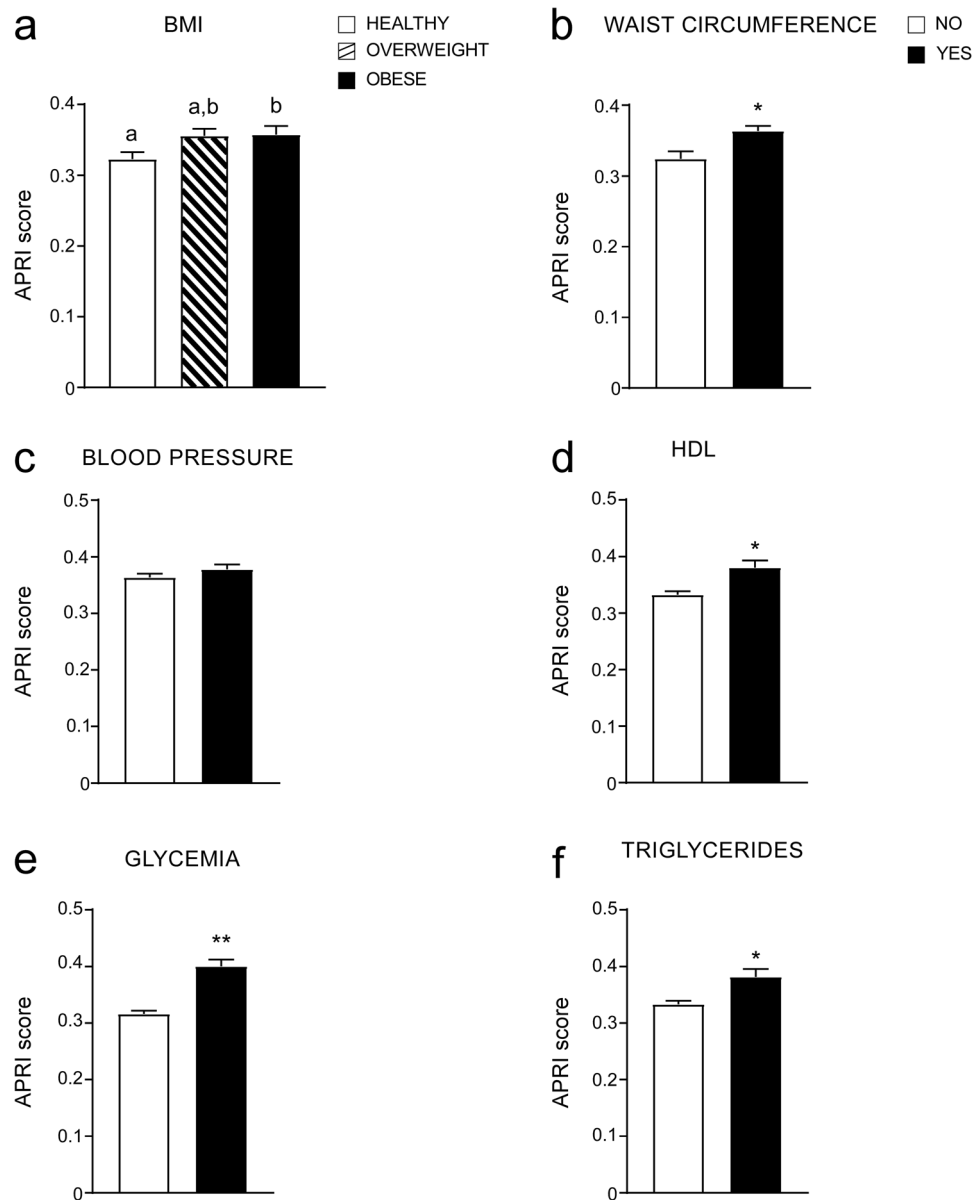 a BMI
HEALTHY
OVERWEIGHT
OBESE
APRI score
0.4
0.3
0.2
0.1
0
a
a,b
b
b WAIST CIRCUMFERENCE
NO
YES
APRI score
0.4
0.3
0.2
0.1
0
*
c BLOOD PRESSURE
APRI score
0.5
0.4
0.3
0.2
0.1
0
d HDL
APRI score
0.5
0.4
0.3
0.2
0.1
0
*
e GLYCEMIA
APRI score
0.5
0.4
0.3
0.2
0.1
0
**
f TRIGLYCERIDES
APRI score
0.5
0.4
0.3
0.2
0.1
0
*